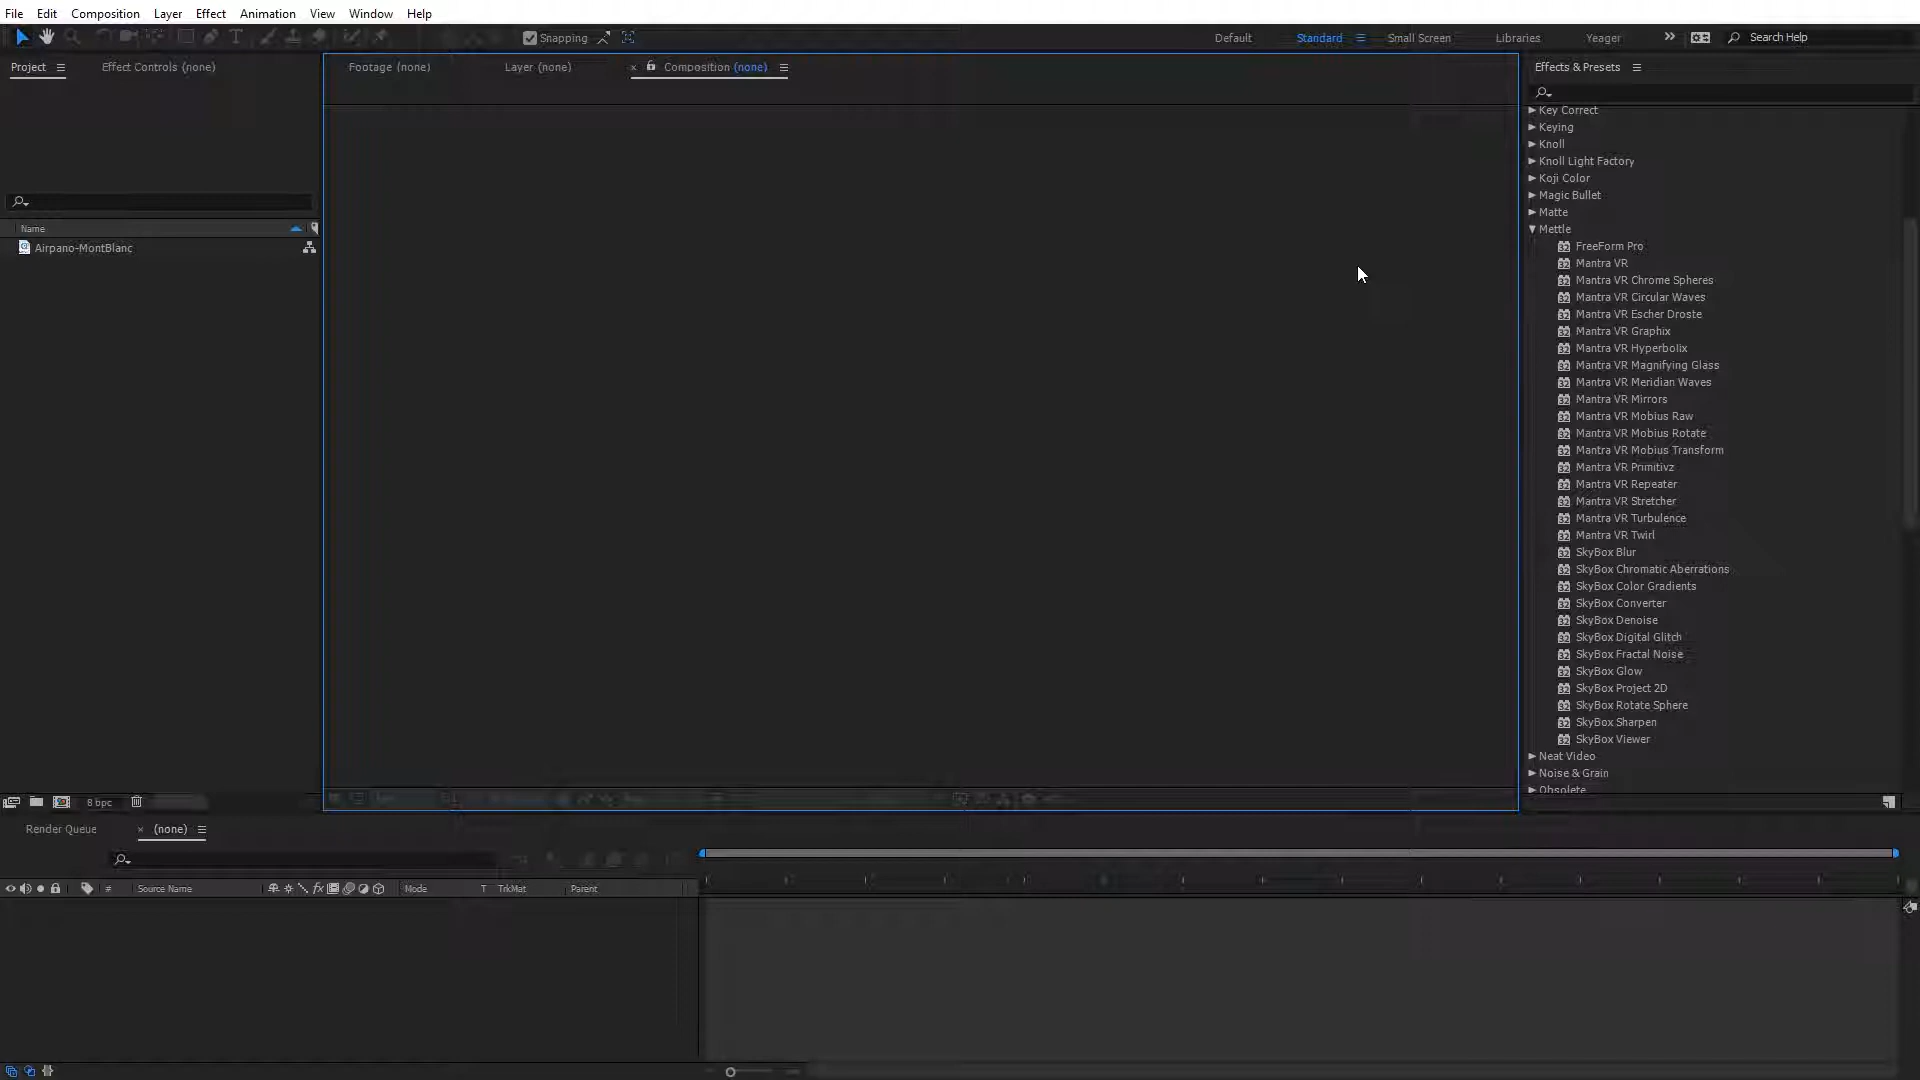 File Edit Composition Layer Effect Animation View Window Help
Snapping
Default Standard Small Screen Libraries Yeager Search Help
Project Effect Controls (none)
Footage (none) Layer (none) Composition (none)
Effects & Presets
Name
Airpano-MontBlanc
Key Correct
Keying
Knoll
Knoll Light Factory
Koji Color
Magic Bullet
Matte
Mettle
FreeForm Pro
Mantra VR
Mantra VR Chrome Spheres
Mantra VR Circular Waves
Mantra VR Escher Droste
Mantra VR Graphix
Mantra VR Hyperbolix
Mantra VR Magnifying Glass
Mantra VR Meridian Waves
Mantra VR Mirrors
Mantra VR Mobius Raw
Mantra VR Mobius Rotate
Mantra VR Mobius Transform
Mantra VR Primitivz
Mantra VR Repeater
Mantra VR Stretcher
Mantra VR Turbulence
Mantra VR Twirl
SkyBox Blur
SkyBox Chromatic Aberrations
SkyBox Color Gradients
SkyBox Converter
SkyBox Denoise
SkyBox Digital Glitch
SkyBox Fractal Noise
SkyBox Glow
SkyBox Project 2D
SkyBox Rotate Sphere
SkyBox Sharpen
SkyBox Viewer
Neat Video
Noise & Grain
Obsolete
8 bpc
Render Queue (none)
# Source Name Mode T TrkMat Parent